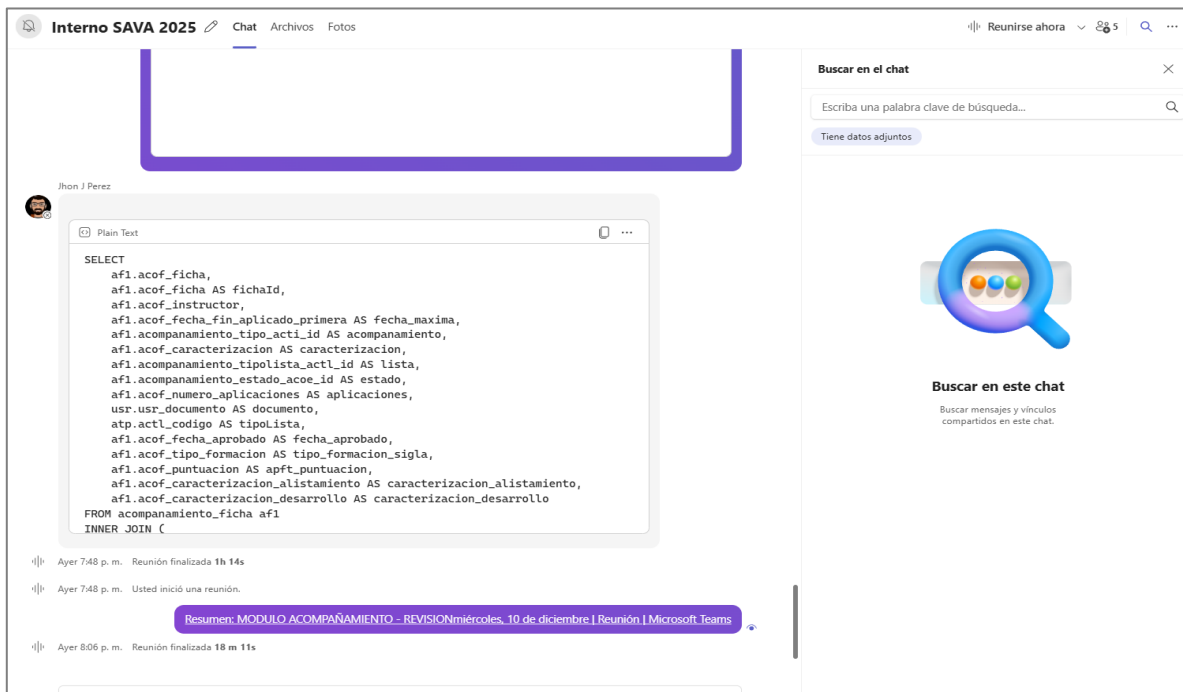 Interno SAVA 2025
Chat
Archivos
Fotos
Reunirse ahora
5
Jhon J Perez
Plain Text
SELECT
af1.acof_ficha,
af1.acof_ficha AS fichaId,
af1.acof_instructor,
af1.acof_fecha_fin_aplicado_primera AS fecha_maxima,
af1.acompanamiento_tipo_acti_id AS acompanamiento,
af1.acof_caracterizacion AS caracterizacion,
af1.acompanamiento_tipolista_actl_id AS lista,
af1.acompanamiento_estado_acoe_id AS estado,
af1.acof_numero_aplicaciones AS aplicaciones,
usr.usr_documento AS documento,
atp.actl_codigo AS tipoLista,
af1.acof_fecha_aprobado AS fecha_aprobado,
af1.acof_tipo_formacion AS tipo_formacion_sigla,
af1.acof_puntuacion AS apft_puntuacion,
af1.acof_caracterizacion_alistamiento AS caracterizacion_alistamiento,
af1.acof_caracterizacion_desarrollo AS caracterizacion_desarrollo
FROM acompanamiento_ficha af1
INNER JOIN (
Ayer 7:48 p. m. Reunión finalizada 1h 14s
Ayer 7:48 p. m. Usted inició una reunión.
Resumen: MODULO ACOMPAÑAMIENTO - REVISIONmiércoles, 10 de diciembre | Reunión | Microsoft Teams
Ayer 8:06 p. m. Reunión finalizada 18 m 11s
Buscar en el chat
Escriba una palabra clave de búsqueda...
Tiene datos adjuntos
Buscar en este chat
Buscar mensajes y vínculos
compartidos en este chat.